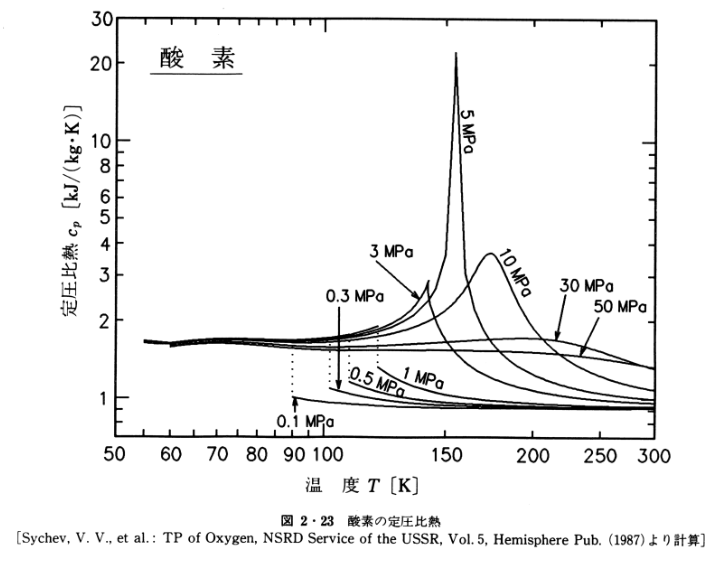 酸 素
定圧比熱 cp [kJ/(kg·K)]
30
20
10
8
6
5
4
3
2
1
3 MPa
5 MPa
10 MPa
0.3 MPa
30 MPa
50 MPa
1 MPa
0.5 MPa
0.1 MPa
50 60 70 80 90 100 150 200 250 300
温 度 T [K]
図 2・23 酸素の定圧比熱
[Sychev, V. V., et al.: TP of Oxygen, NSRD Service of the USSR, Vol. 5, Hemisphere Pub. (1987)より計算]